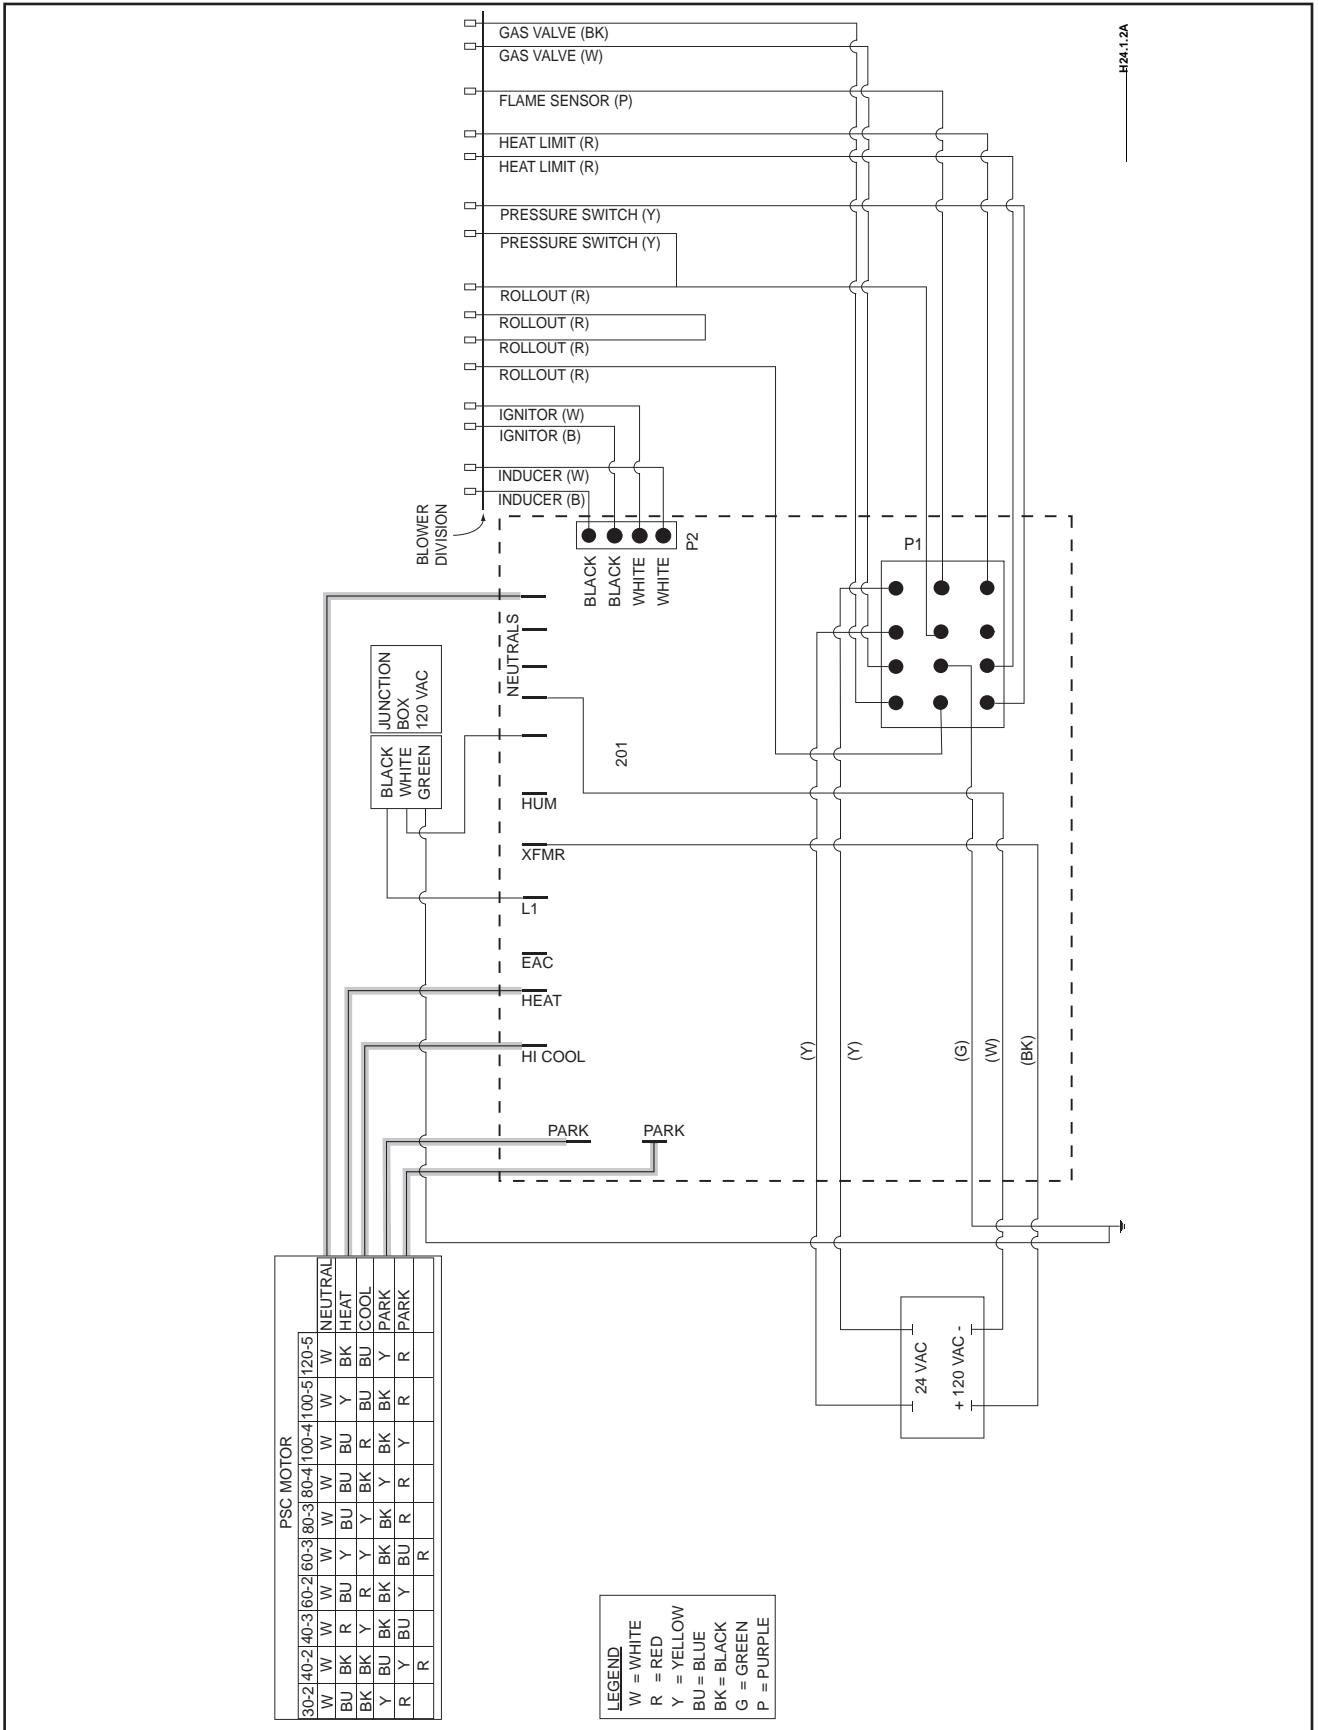 H24.1.2A
GAS VALVE (BK)
GAS VALVE (W)
FLAME SENSOR (P)
HEAT LIMIT (R)
HEAT LIMIT (R)
PRESSURE SWITCH (Y)
PRESSURE SWITCH (Y)
ROLLOUT (R)
ROLLOUT (R)
ROLLOUT (R)
ROLLOUT (R)
IGNITOR (W)
IGNITOR (B)
INDUCER (W)
INDUCER (B)
BLOWER
DIVISION
P2
BLACK
BLACK
WHITE
WHITE
P1
NEUTRALS
JUNCTION
BOX
120 VAC
BLACK
WHITE
GREEN
201
HUM
XFMR
L1
EAC
HEAT
HI COOL
PARK
PARK
(Y)
(Y)
(G)
(W)
(BK)
24 VAC
+ 120 VAC -
PSC MOTOR
30-2 40-2 40-3 60-2 60-3 80-3 80-4 100-4 100-5 120-5
W W W W W W W W W W NEUTRAL
BU BK R BU Y BU BU BU Y BK HEAT
BK BK Y R Y Y BK R BU BU COOL
Y BU BK BK BK BK Y BK BK Y PARK
R Y BU Y BU R R Y R R PARK
R R
LEGEND
W = WHITE
R = RED
Y = YELLOW
BU = BLUE
BK = BLACK
G = GREEN
P = PURPLE